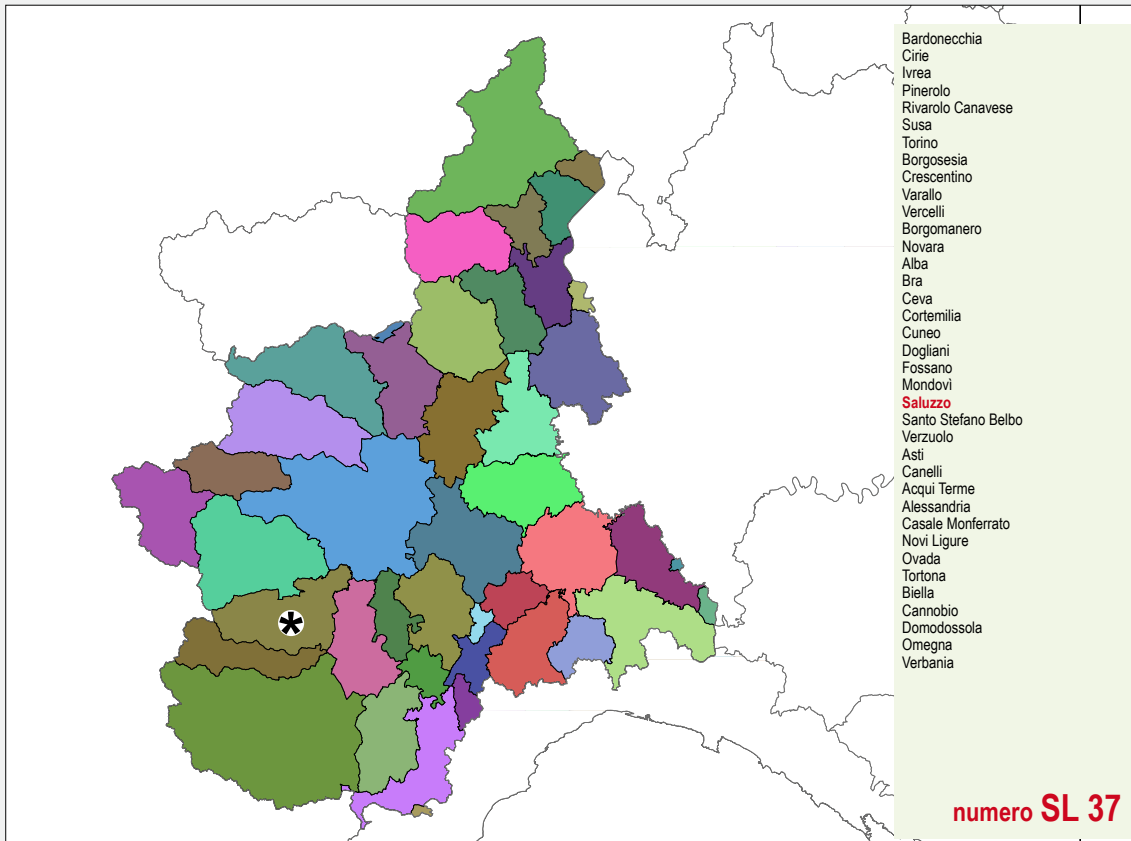 Bardonecchia
Cirie
Ivrea
Pinerolo
Rivarolo Canavese
Susa
Torino
Borgosesia
Crescentino
Varallo
Vercelli
Borgomanero
Novara
Alba
Bra
Ceva
Cortemilia
Cuneo
Dogliani
Fossano
Mondovì
Saluzzo
Santo Stefano Belbo
Verzuolo
Asti
Canelli
Acqui Terme
Alessandria
Casale Monferrato
Novi Ligure
Ovada
Tortona
Biella
Cannobio
Domodossola
Omegna
Verbania
*
numero SL 37